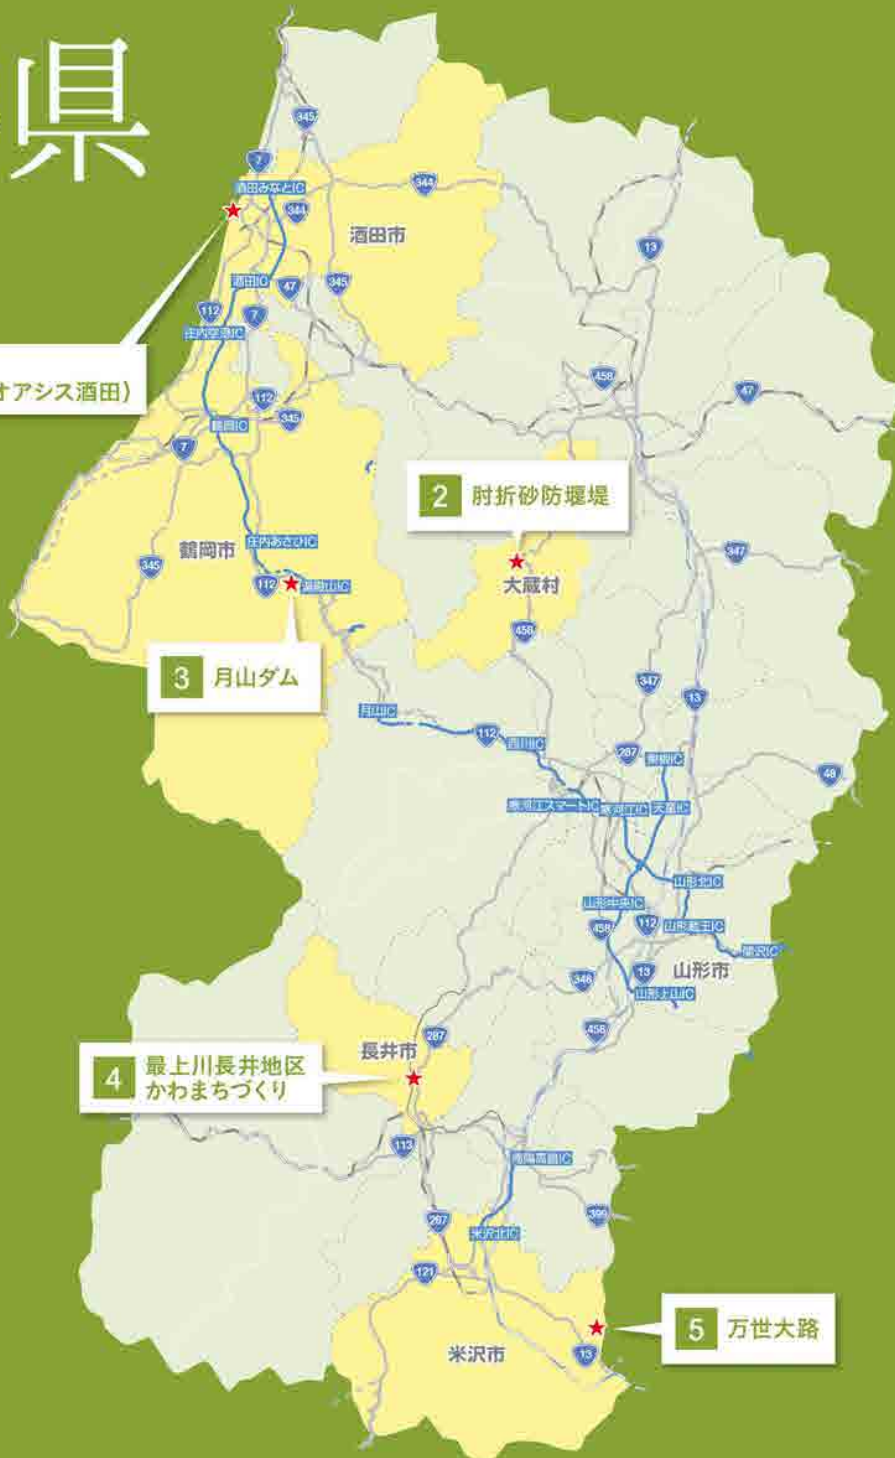 県
345
7
酒田みなとIC
344
344
酒田市
13
酒田IC
47
345
112
7
庄内空港IC
オアシス酒田)
458
47
112
345
鶴岡IC
7
2 肘折砂防堰堤
鶴岡市
庄内あさひIC
347
345
112
湯殿山IC
大蔵村
458
3 月山ダム
347
13
月山IC
112
西川IC
287
東根IC
48
寒河江スマートIC
寒河江IC
天童IC
山形北IC
山形中央IC
458
112
山形蔵王IC
関沢IC
348
13
山形市
山形上山IC
458
287
長井市
4 最上川長井地区
かわまちづくり
113
南陽高畠IC
399
287
米沢北IC
121
5 万世大路
米沢市
13